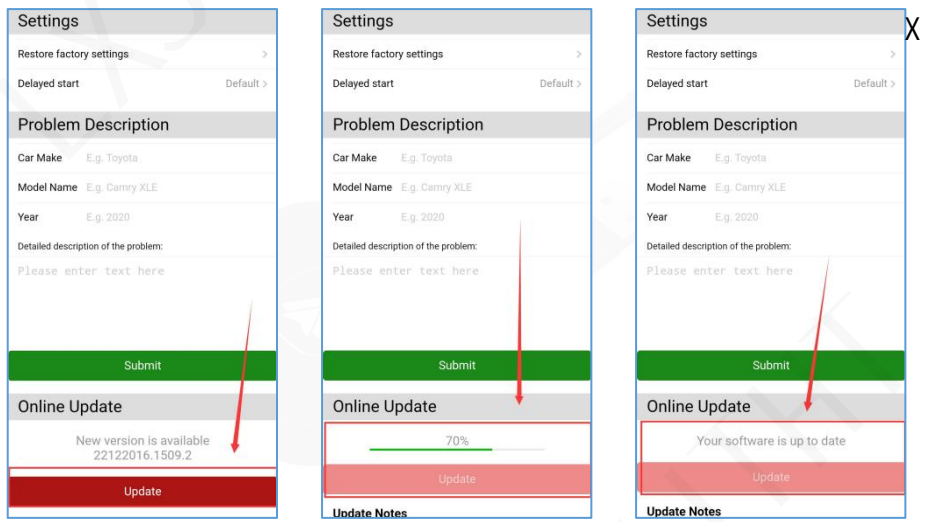 Settings
Restore factory settings >
Delayed start Default >
Problem Description
Car Make E.g. Toyota
Model Name E.g. Camry XLE
Year E.g. 2020
Detailed description of the problem:
Please enter text here
Submit
Online Update
New version is available
22122016.1509.2
Update
Settings
Restore factory settings >
Delayed start Default >
Problem Description
Car Make E.g. Toyota
Model Name E.g. Camry XLE
Year E.g. 2020
Detailed description of the problem:
Please enter text here
Submit
Online Update
70%
Update
Update Notes
Settings
Restore factory settings >
Delayed start Default >
Problem Description
Car Make E.g. Toyota
Model Name E.g. Camry XLE
Year E.g. 2020
Detailed description of the problem:
Please enter text here
Submit
Online Update
Your software is up to date
Update
Update Notes
X